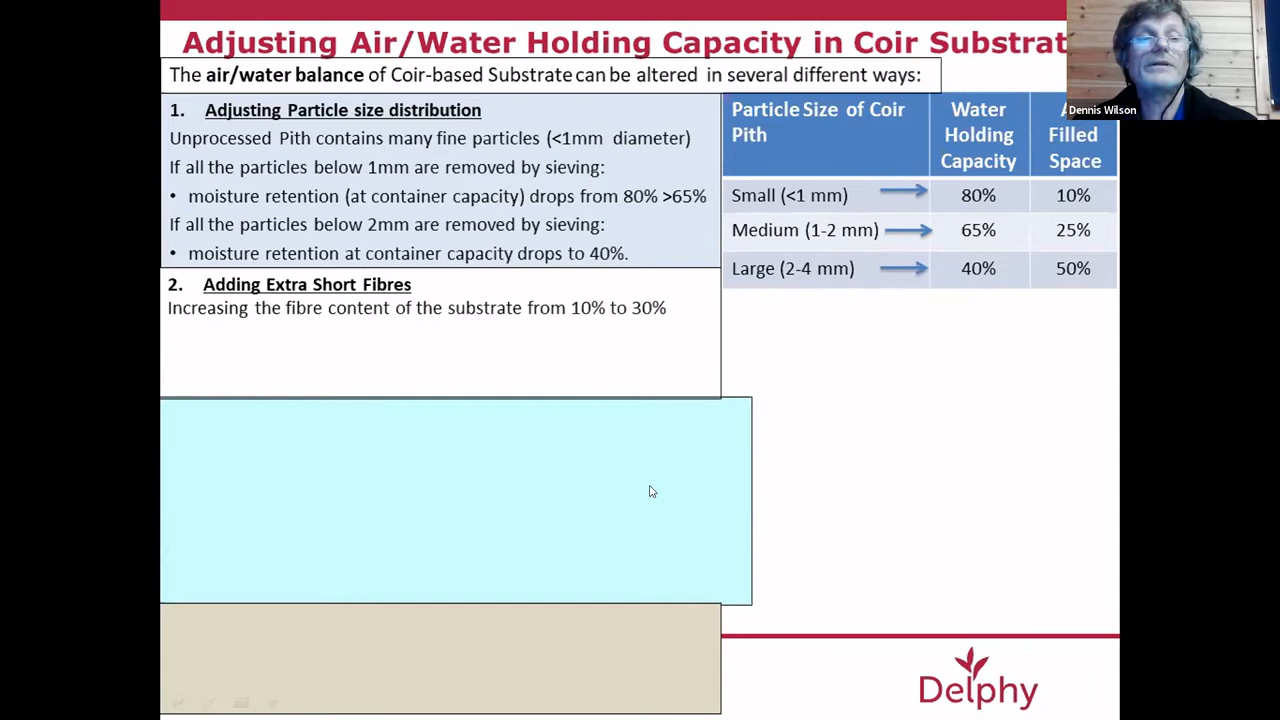 Adjusting Air/Water Holding Capacity in Coir Substrat
The air/water balance of Coir-based Substrate can be altered in several different ways:
1. Adjusting Particle size distribution
Unprocessed Pith contains many fine particles (<1mm diameter)
If all the particles below 1mm are removed by sieving:
• moisture retention (at container capacity) drops from 80% >65%
If all the particles below 2mm are removed by sieving:
• moisture retention at container capacity drops to 40%.
2. Adding Extra Short Fibres
Increasing the fibre content of the substrate from 10% to 30%
Particle Size of Coir
Pith
Water
Holding
Capacity
Filled
Space
Small (<1 mm) 80% 10%
Medium (1-2 mm) 65% 25%
Large (2-4 mm) 40% 50%
Dennis Wilson
Delphy